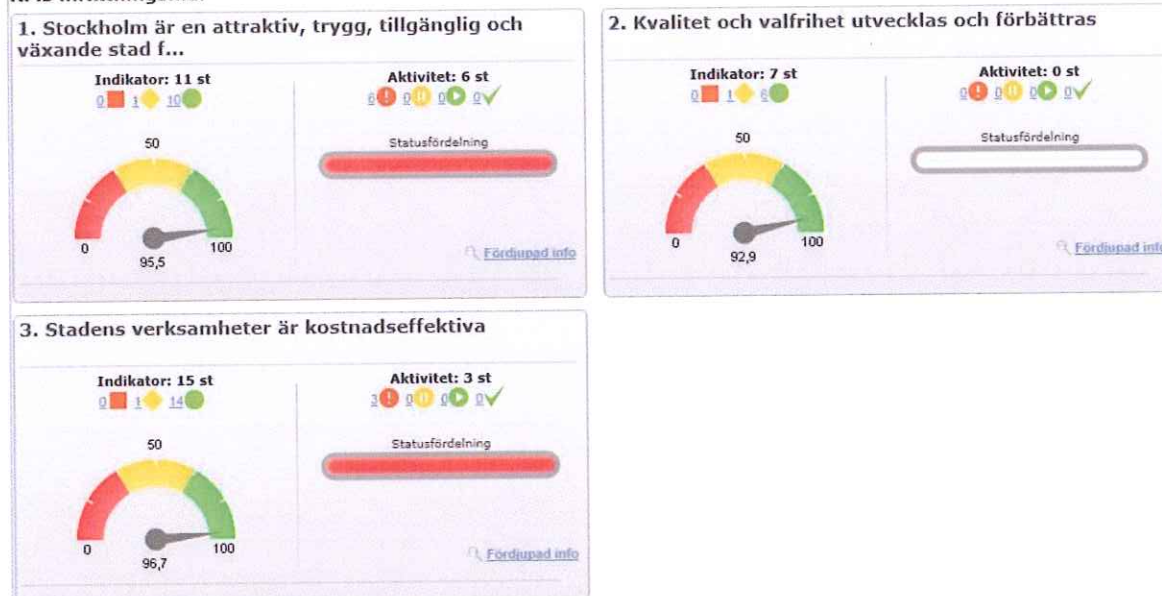 1. Stockholm är en attraktiv, trygg, tillgänglig och
växande stad f...
Indikator: 11 st
0 1 10
50
0
100
95,5
Aktivitet: 6 st
6 0 0 0
Statusfördelning
Fördjupad info
2. Kvalitet och valfrihet utvecklas och förbättras
Indikator: 7 st
0 1 6
50
0
100
92,9
Aktivitet: 0 st
0 0 0 0
Statusfördelning
Fördjupad info
3. Stadens verksamheter är kostnadseffektiva
Indikator: 15 st
0 1 14
50
0
100
96,7
Aktivitet: 3 st
3 0 0 0
Statusfördelning
Fördjupad info